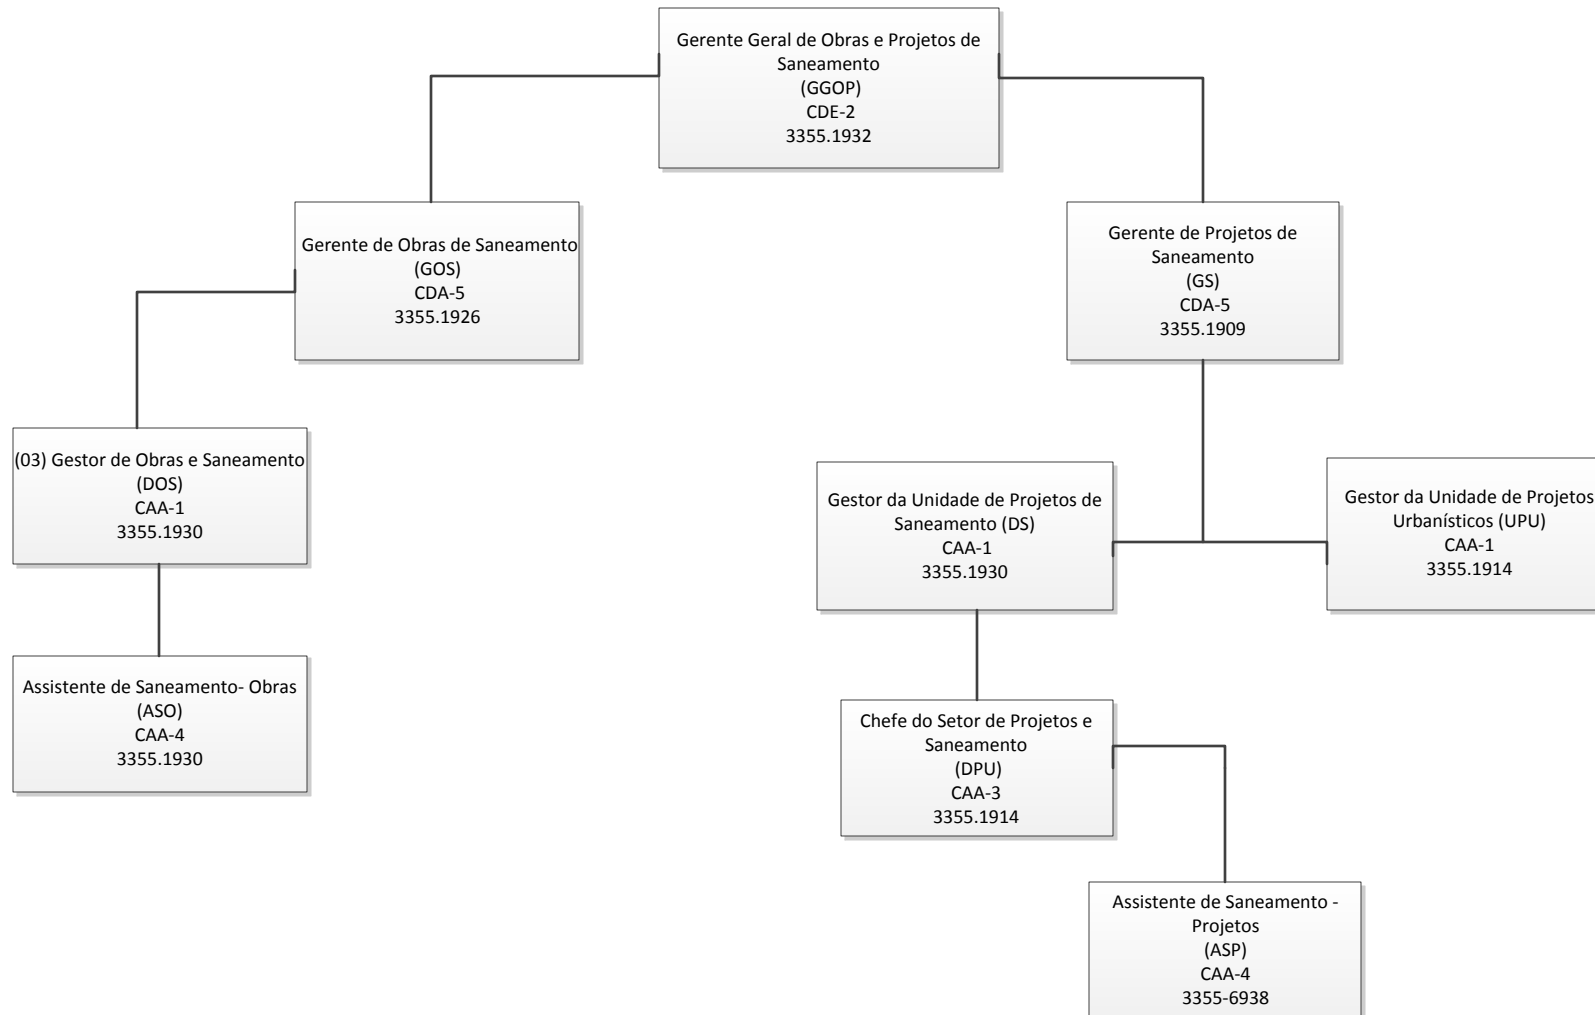 Gerente Geral de Obras e Projetos de
Saneamento
(GGOP)
CDE-2
3355.1932
Gerente de Obras de Saneamento
(GOS)
CDA-5
3355.1926
Gerente de Projetos de
Saneamento
(GS)
CDA-5
3355.1909
(03) Gestor de Obras e Saneamento
(DOS)
CAA-1
3355.1930
Gestor da Unidade de Projetos de
Saneamento (DS)
CAA-1
3355.1930
Gestor da Unidade de Projetos
Urbanísticos (UPU)
CAA-1
3355.1914
Assistente de Saneamento- Obras
(ASO)
CAA-4
3355.1930
Chefe do Setor de Projetos e
Saneamento
(DPU)
CAA-3
3355.1914
Assistente de Saneamento -
Projetos
(ASP)
CAA-4
3355-6938